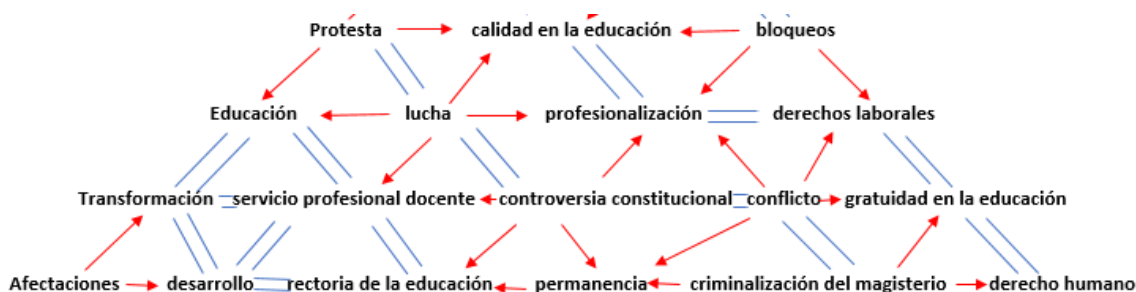 Protesta calidad en la educación bloqueos
Educación lucha profesionalización derechos laborales
Transformación servicio profesional docente controversia constitucional conflicto gratuidad en la educación
Afectaciones desarrollo rectoria de la educación permanencia criminalización del magisterio derecho humano